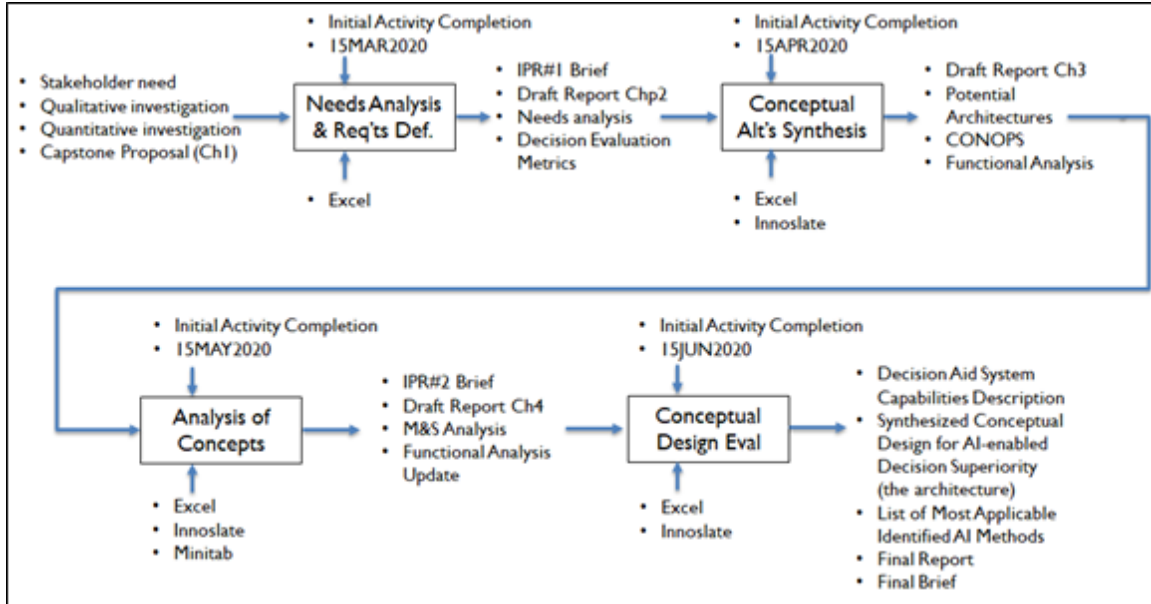 • Initial Activity Completion
• 15MAR2020
• Stakeholder need
• Qualitative investigation
• Quantitative investigation
• Capstone Proposal (Ch1)
Needs Analysis
& Req'ts Def.
• Excel
• IPR#1 Brief
• Draft Report Chp2
• Needs analysis
• Decision Evaluation
Metrics
• Initial Activity Completion
• 15APR2020
Conceptual
Alt's Synthesis
• Excel
• Innoslate
• Draft Report Ch3
• Potential
Architectures
• CONOPS
• Functional Analysis
• Initial Activity Completion
• 15MAY2020
Analysis of
Concepts
• Excel
• Innoslate
• Minitab
• IPR#2 Brief
• Draft Report Ch4
• M&S Analysis
• Functional Analysis
Update
• Initial Activity Completion
• 15JUN2020
Conceptual
Design Eval
• Excel
• Innoslate
• Decision Aid System
Capabilities Description
• Synthesized Conceptual
Design for AI-enabled
Decision Superiority
(the architecture)
• List of Most Applicable
Identified AI Methods
• Final Report
• Final Brief